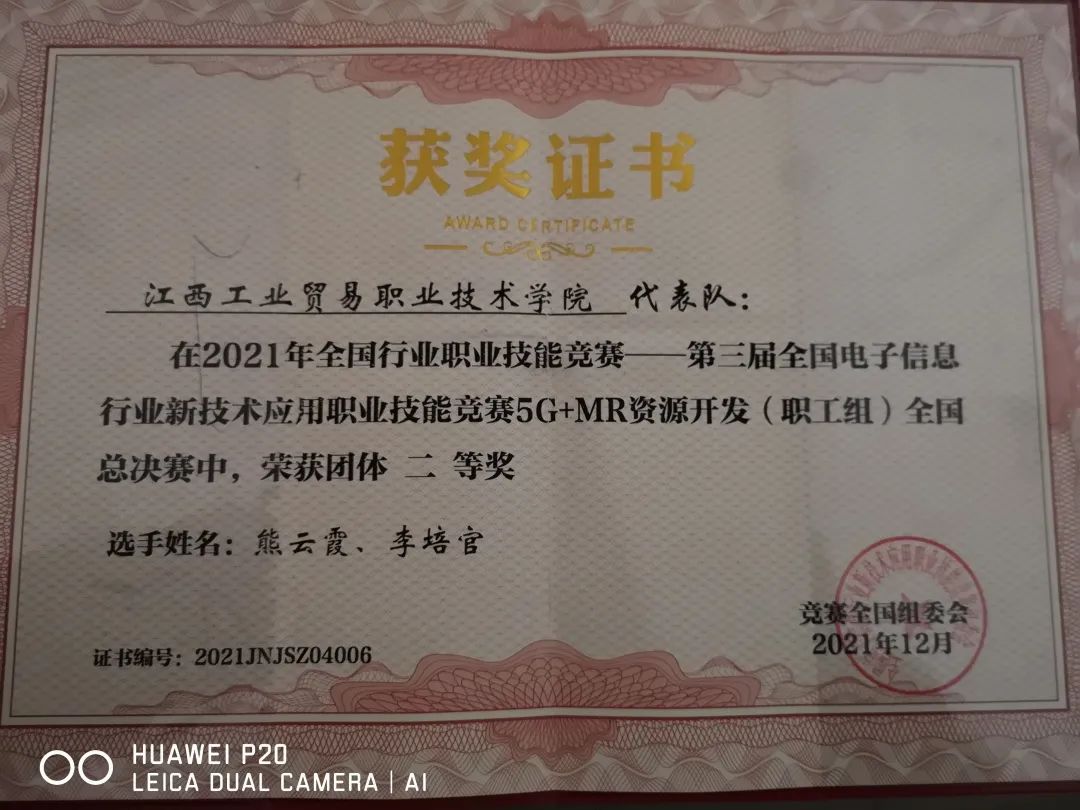 获奖证书
AWARD CERTIFICATE
江西工业贸易职业技术学院 代表队：
在2021年全国行业职业技能竞赛——第三届全国电子信息
行业新技术应用职业技能竞赛5G+MR资源开发（职工组）全国
总决赛中，荣获团体 二 等奖
选手姓名：熊云霞、李培官
竞赛全国组委会
2021年12月
证书编号：2021JNJSZ04006
HUAWEI P20
LEICA DUAL CAMERA | AI